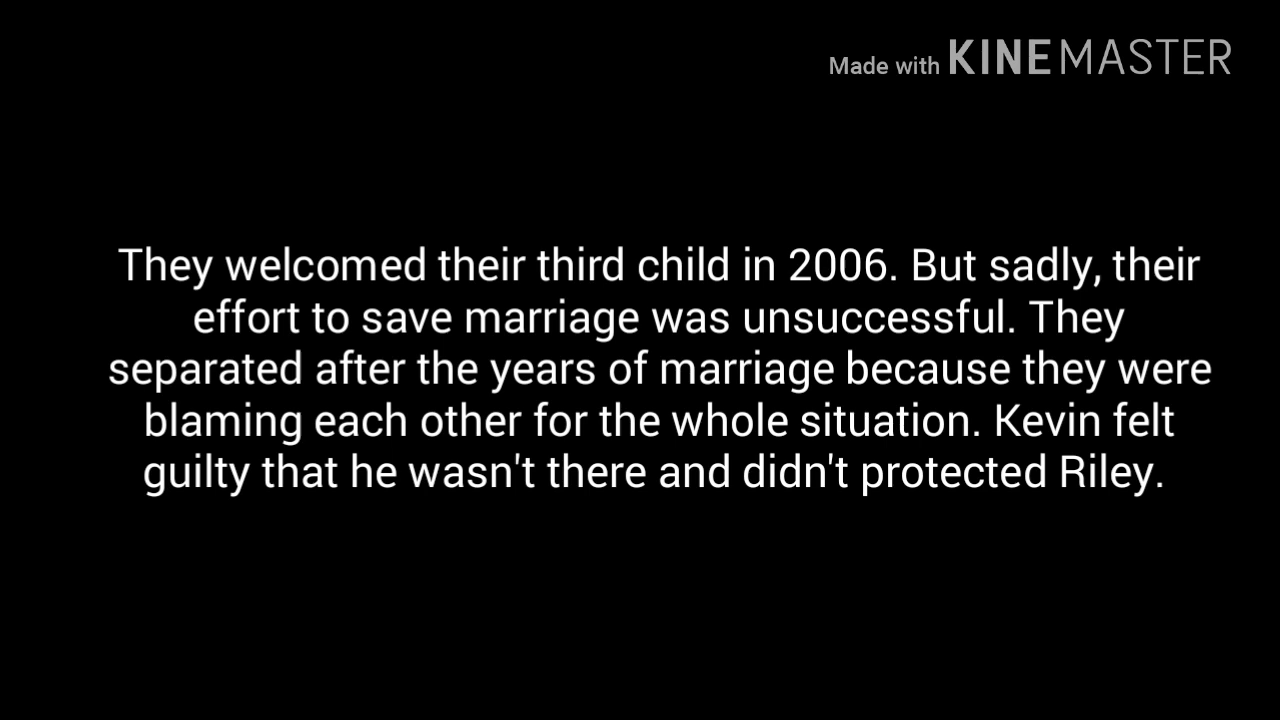 Made with KINEMASTER
They welcomed their third child in 2006. But sadly, their
effort to save marriage was unsuccessful. They
separated after the years of marriage because they were
blaming each other for the whole situation. Kevin felt
guilty that he wasn't there and didn't protected Riley.